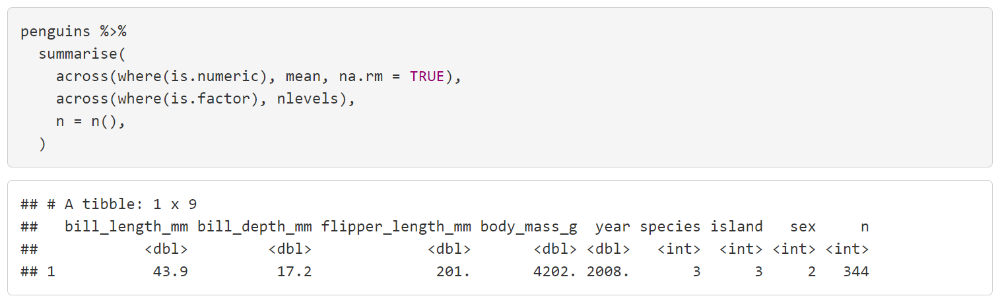 penguins %>%
  summarise(
    across(where(is.numeric), mean, na.rm = TRUE),
    across(where(is.factor), nlevels),
    n = n(),
  )
## # A tibble: 1 x 9
##   bill_length_mm bill_depth_mm flipper_length_mm body_mass_g  year species island   sex     n
##            <dbl>         <dbl>             <dbl>       <dbl> <dbl>   <int>  <int> <int> <int>
## 1           43.9          17.2              201.       4202. 2008.       3      3     2   344